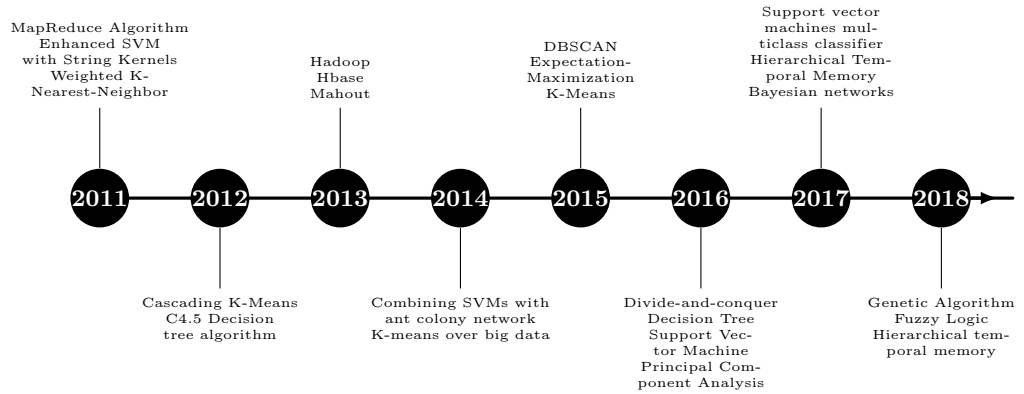 MapReduce Algorithm
Enhanced SVM
with String Kernels
Weighted K-
Nearest-Neighbor
Hadoop
Hbase
Mahout
DBSCAN
Expectation-
Maximization
K-Means
Support vector
machines mul-
ticlass classifier
Hierarchical Tem-
poral Memory
Bayesian networks
2011 2012 2013 2014 2015 2016 2017 2018
Cascading K-Means
C4.5 Decision
tree algorithm
Combining SVMs with
ant colony network
K-means over big data
Divide-and-conquer
Decision Tree
Support Vec-
tor Machine
Principal Com-
ponent Analysis
Genetic Algorithm
Fuzzy Logic
Hierarchical tem-
poral memory